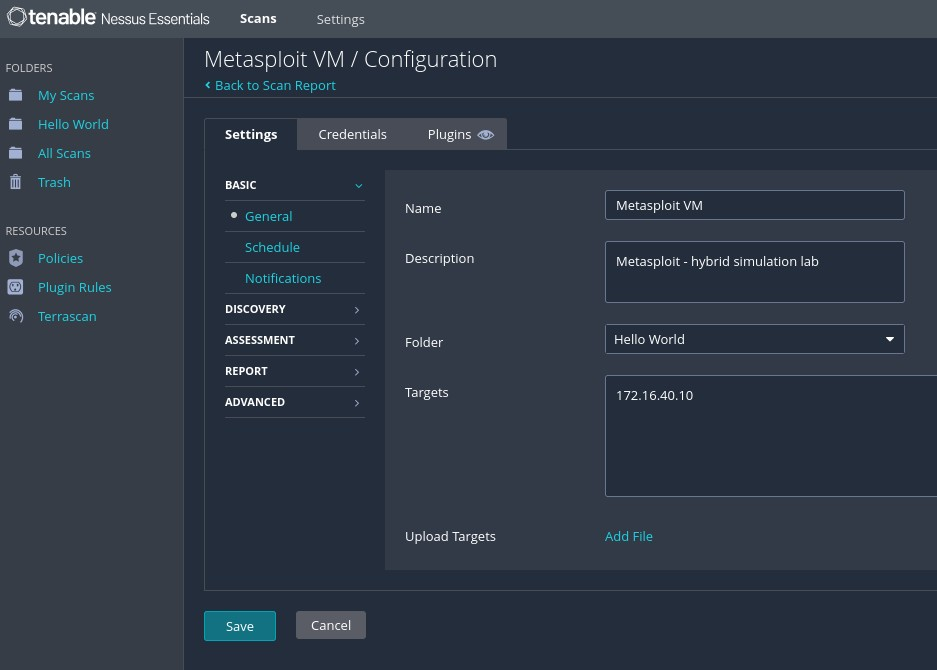 tenable Nessus Essentials Scans Settings
FOLDERS
My Scans
Hello World
All Scans
Trash
RESOURCES
Policies
Plugin Rules
Terrascan
Metasploit VM / Configuration
Back to Scan Report
Settings Credentials Plugins
BASIC
General
Schedule
Notifications
DISCOVERY
ASSESSMENT
REPORT
ADVANCED
Name Metasploit VM
Description Metasploit - hybrid simulation lab
Folder Hello World
Targets 172.16.40.10
Upload Targets Add File
Save Cancel